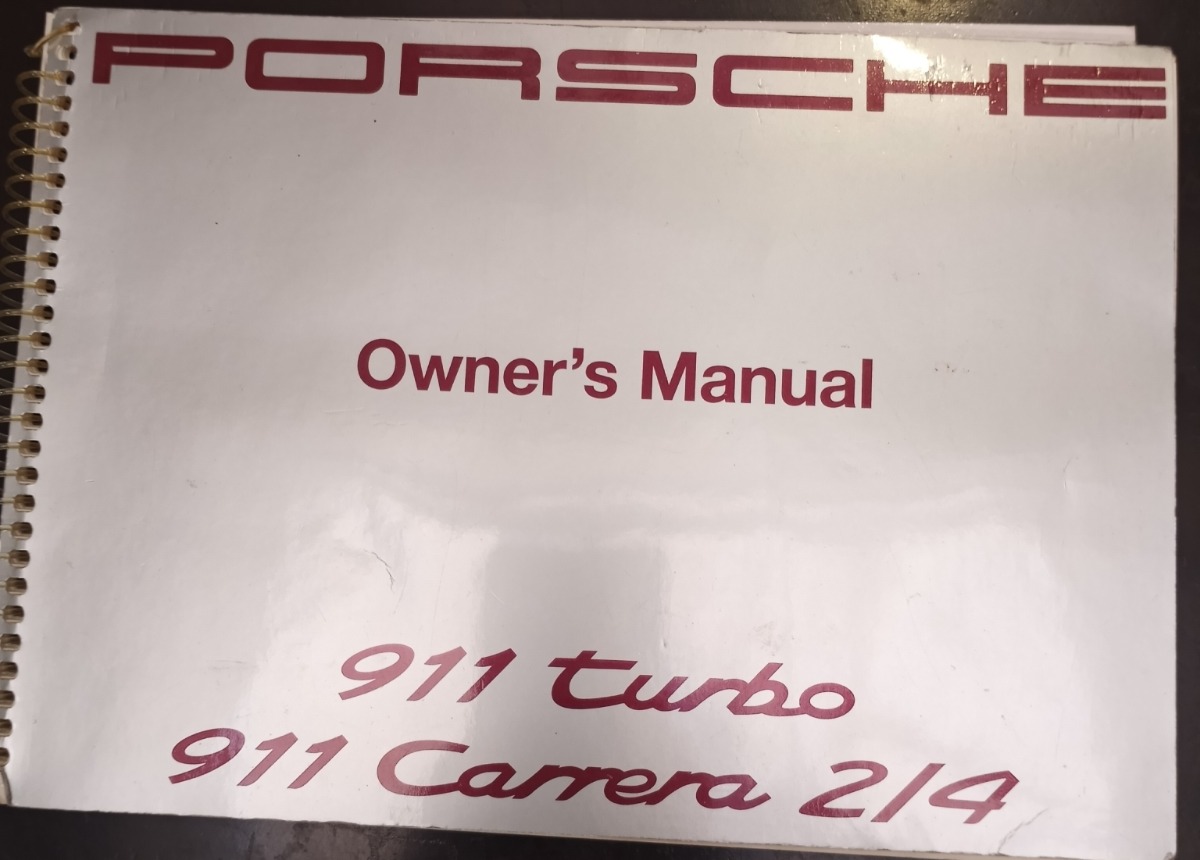 PORSCHE
Owner's Manual
911 turbo
911 Carrera 2/4